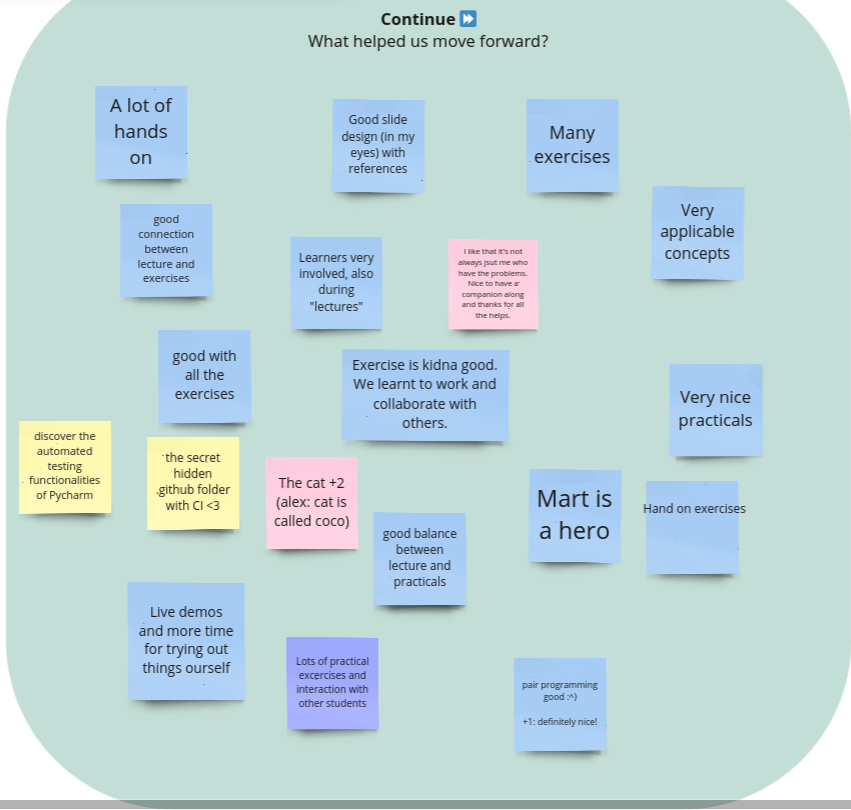 Continue ⏩
What helped us move forward?
A lot of
hands
on
Good slide
design (in my
eyes) with
references
Many
exercises
Very
applicable
concepts
good
connection
between
lecture and
exercises
Learners very
involved, also
during
"lectures"
I like that it's not
always jsut me who
have the problems.
Nice to have a
companion along
and thanks for all
the helps.
good with
all the
exercises
Exercise is kidna good.
We learnt to work and
collaborate with
others.
Very nice
practicals
discover the
automated
testing
functionalities
of Pycharm
the secret
hidden
.github folder
with CI <3
The cat +2
(alex: cat is
called coco)
good balance
between
lecture and
practicals
Mart is
a hero
Hand on exercises
Live demos
and more time
for trying out
things ourself
Lots of practical
excercises and
interaction with
other students
pair programming
good :^)
+1: definitely nice!